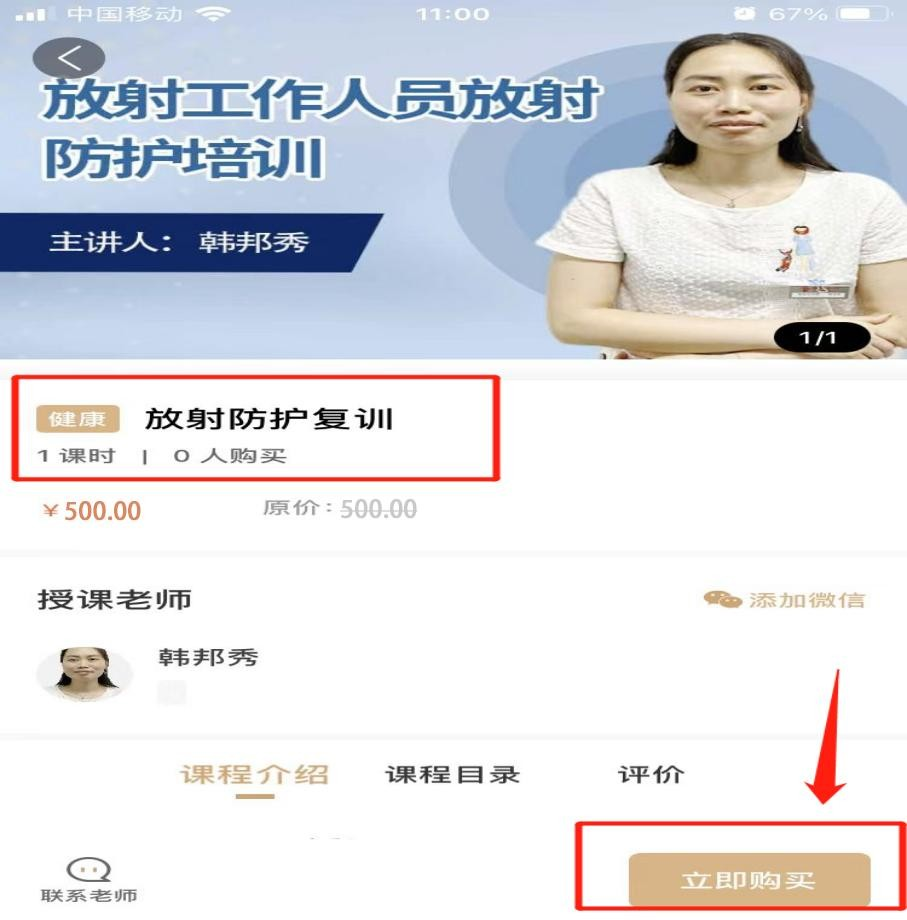 中国移动 11:00 67%
放射工作人员放射
防护培训
主讲人：韩邦秀
1/1
健康 放射防护复训
1 课时 | 0 人购买
￥500.00 原价：500.00
授课老师 添加微信
韩邦秀
课程介绍 课程目录 评价
联系老师 立即购买